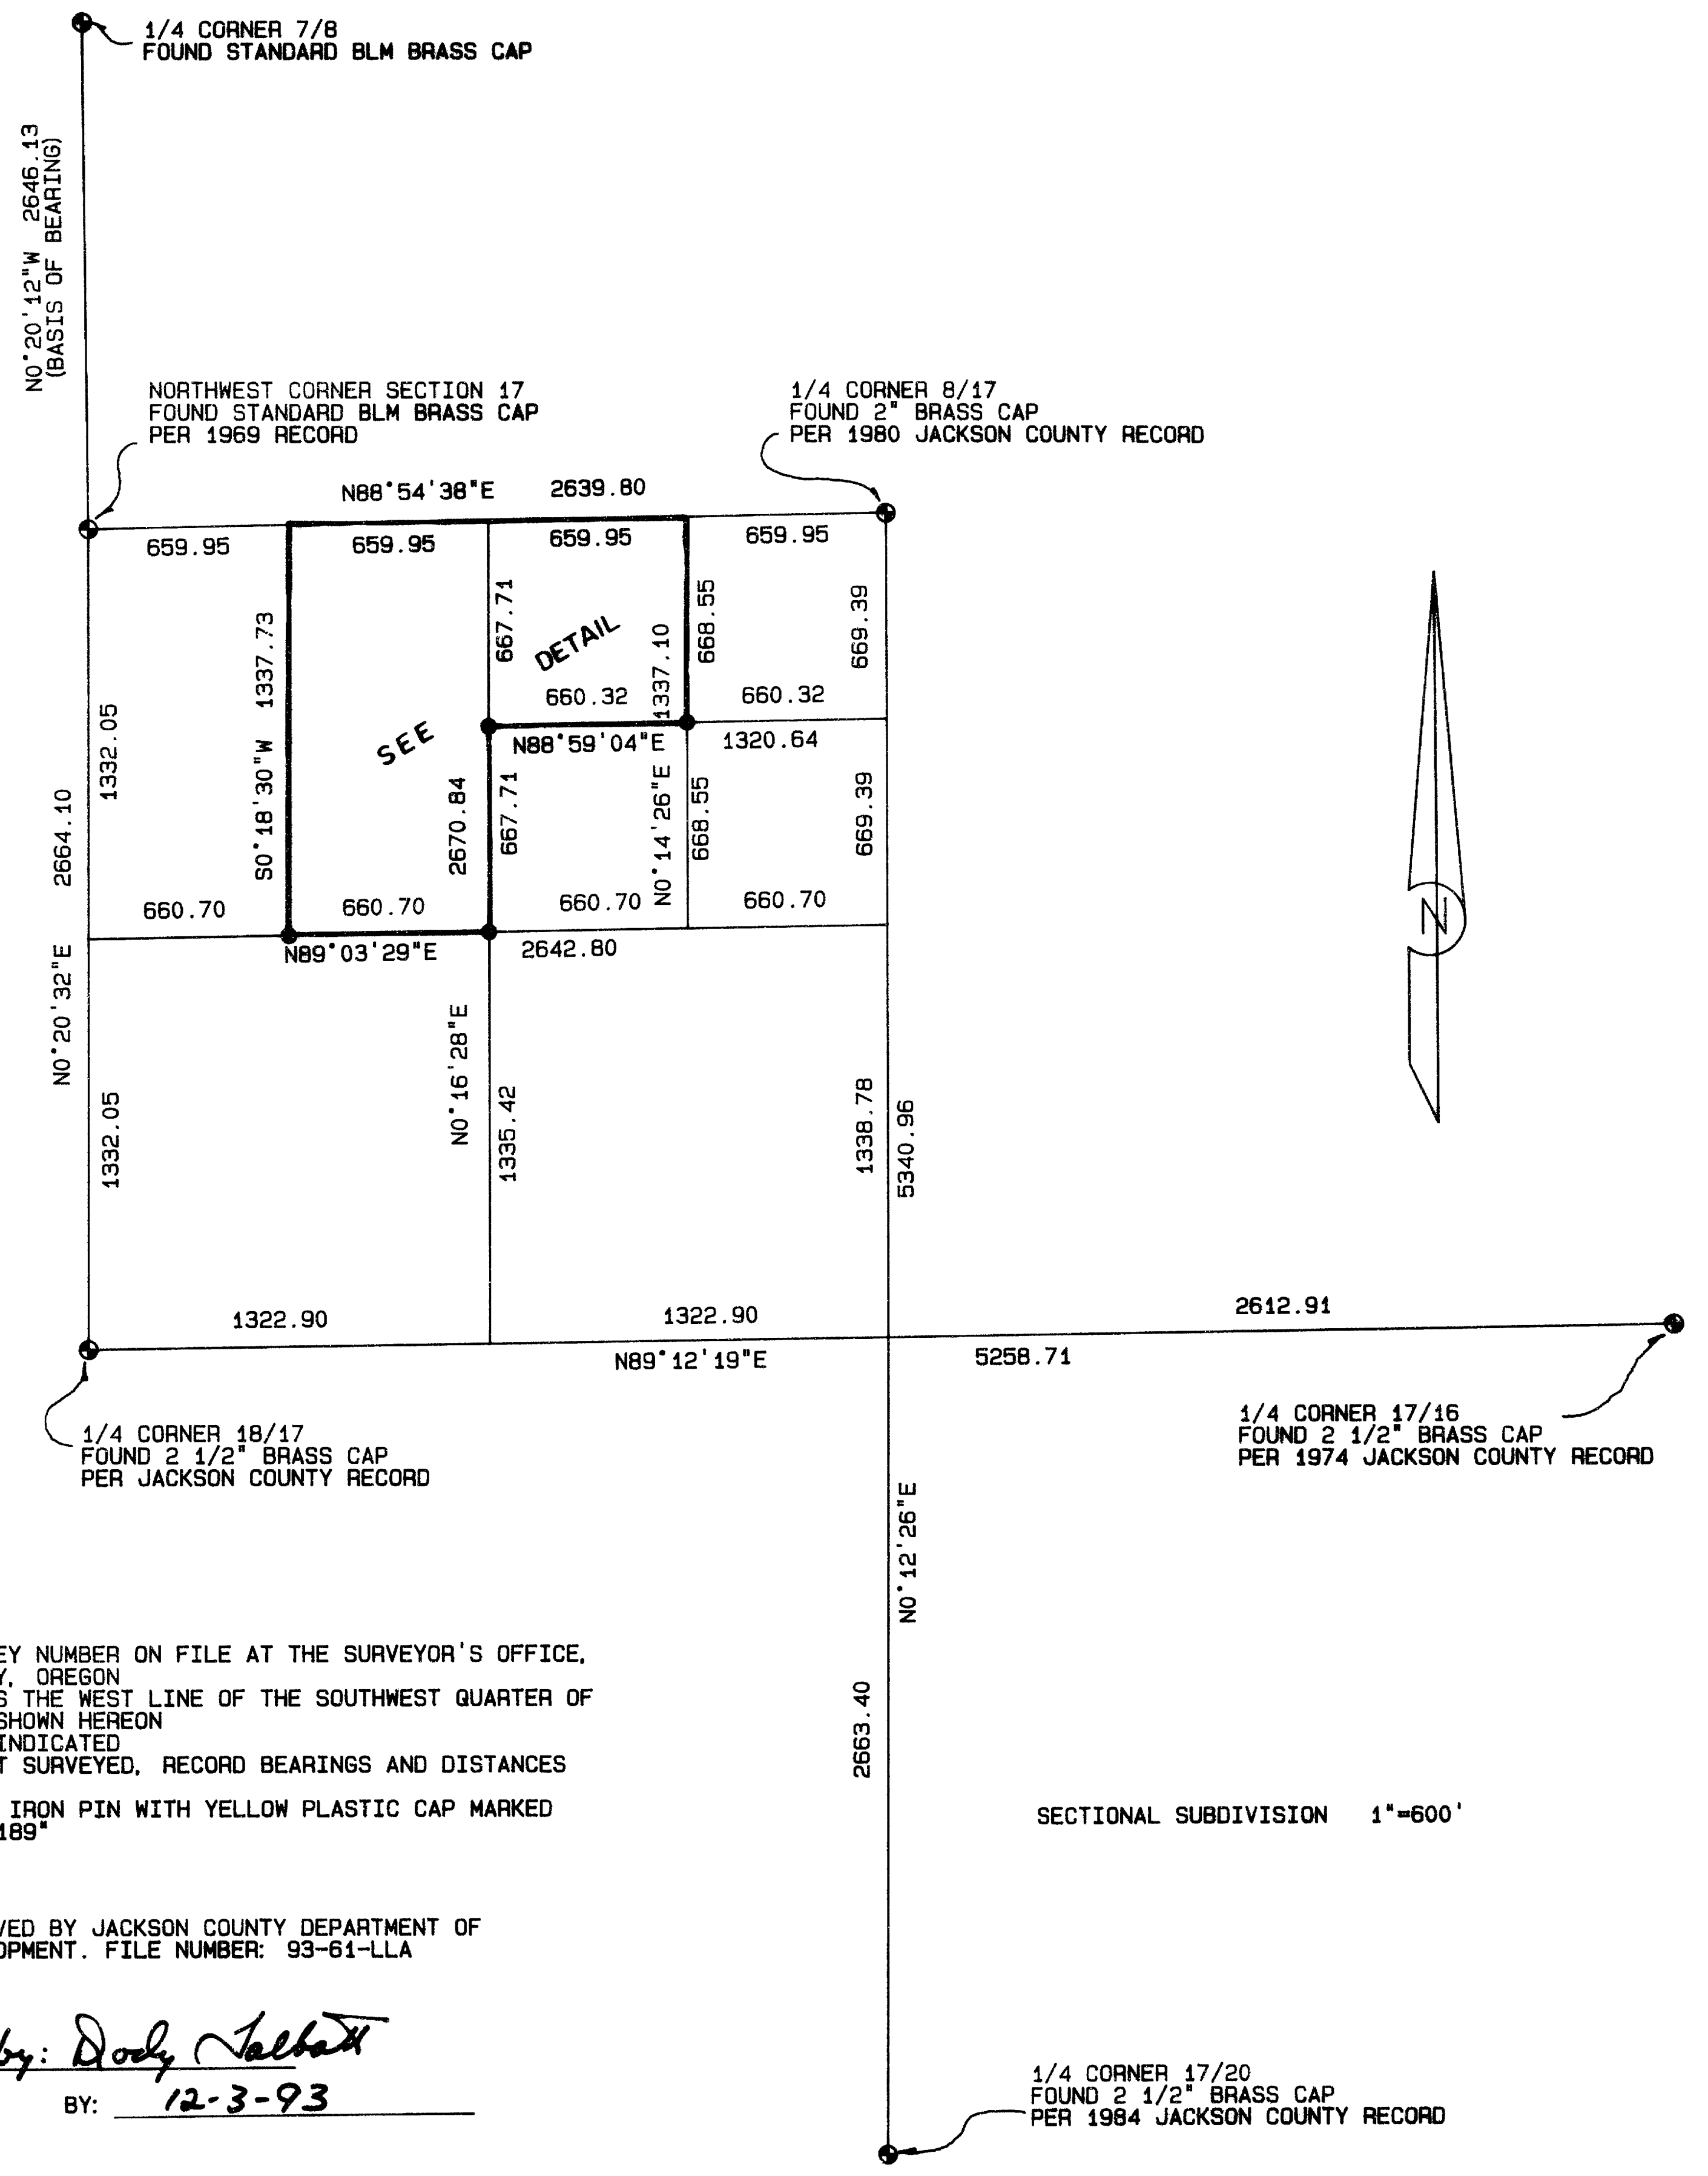 1/4 CORNER 7/8
FOUND STANDARD BLM BRASS CAP
N0°20'12"W 2646.13
(BASIS OF BEARING)
NORTHWEST CORNER SECTION 17
FOUND STANDARD BLM BRASS CAP
PER 1969 RECORD
1/4 CORNER 8/17
FOUND 2" BRASS CAP
PER 1980 JACKSON COUNTY RECORD
N88°54'38"E 2639.80
659.95
659.95
659.95
659.95
1332.05
S0°18'30"W 1337.73
667.71
1337.10
668.55
669.39
SEE
DETAIL
660.32
660.32
N88°59'04"E
1320.64
2670.84
667.71
N0°14'26"E
668.55
669.39
660.70
660.70
660.70
660.70
N89°03'29"E
2642.80
N0°20'32"E 2664.10
1332.05
N0°16'28"E
1335.42
1338.78
5340.96
1322.90
1322.90
2612.91
N89°12'19"E
5258.71
N
1/4 CORNER 18/17
FOUND 2 1/2" BRASS CAP
PER JACKSON COUNTY RECORD
1/4 CORNER 17/16
FOUND 2 1/2" BRASS CAP
PER 1974 JACKSON COUNTY RECORD
N0°12'26"E
2663.40
EY NUMBER ON FILE AT THE SURVEYOR'S OFFICE,
Y, OREGON
S THE WEST LINE OF THE SOUTHWEST QUARTER OF
SHOWN HEREON
INDICATED
T SURVEYED, RECORD BEARINGS AND DISTANCES
IRON PIN WITH YELLOW PLASTIC CAP MARKED
189"
SECTIONAL SUBDIVISION 1"=600'
VED BY JACKSON COUNTY DEPARTMENT OF
OPMENT. FILE NUMBER: 93-61-LLA
by: Dody Talbott
BY: 12-3-93
1/4 CORNER 17/20
FOUND 2 1/2" BRASS CAP
PER 1984 JACKSON COUNTY RECORD